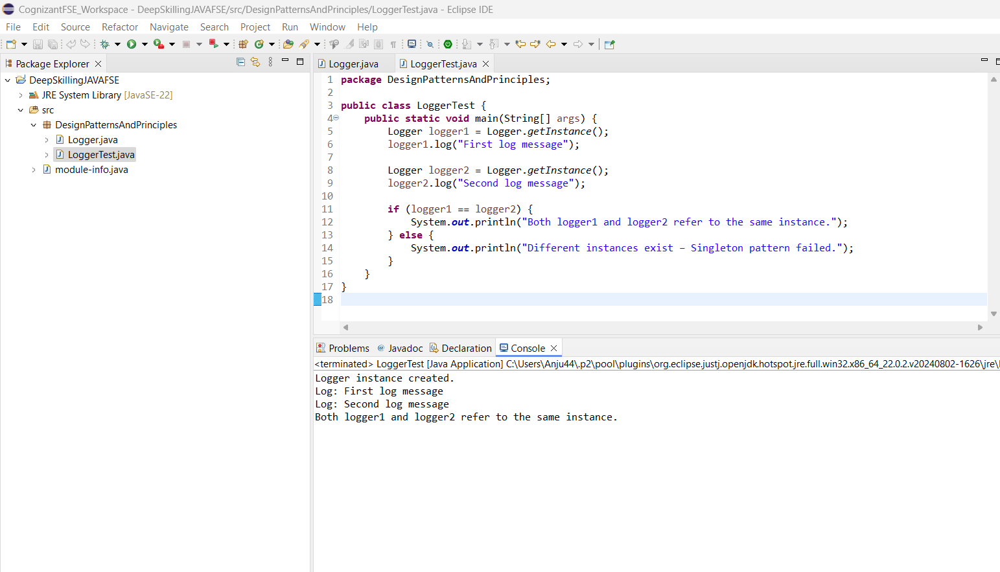 CognizantFSE_Workspace - DeepSkillingJAVAFSE/src/DesignPatternsAndPrinciples/LoggerTest.java - Eclipse IDE
File Edit Source Refactor Navigate Search Project Run Window Help
Package Explorer
DeepSkillingJAVAFSE
JRE System Library [JavaSE-22]
src
DesignPatternsAndPrinciples
Logger.java
LoggerTest.java
module-info.java
Logger.java LoggerTest.java
1 package DesignPatternsAndPrinciples;
2
3 public class LoggerTest {
4 public static void main(String[] args) {
5 Logger logger1 = Logger.getInstance();
6 logger1.log("First log message");
7
8 Logger logger2 = Logger.getInstance();
9 logger2.log("Second log message");
10
11 if (logger1 == logger2) {
12 System.out.println("Both logger1 and logger2 refer to the same instance.");
13 } else {
14 System.out.println("Different instances exist – Singleton pattern failed.");
15 }
16 }
17 }
18
Problems @ Javadoc Declaration Console
<terminated> LoggerTest [Java Application] C:\Users\Anju44\.p2\pool\plugins\org.eclipse.justj.openjdk.hotspot.jre.full.win32.x86_64_22.0.2.v20240802-1626\jre\
Logger instance created.
Log: First log message
Log: Second log message
Both logger1 and logger2 refer to the same instance.